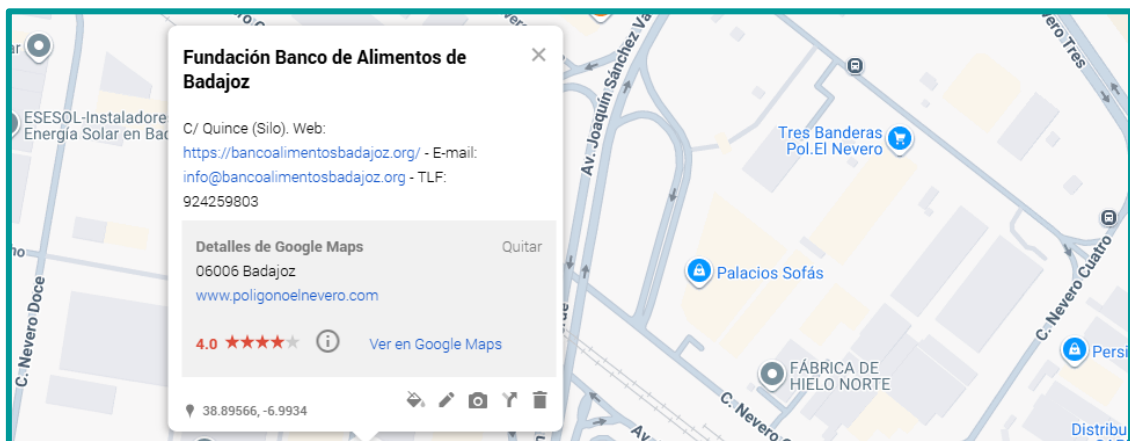 Fundación Banco de Alimentos de
Badajoz
C/ Quince (Silo). Web:
https://bancoalimentosbadajoz.org/ - E-mail:
info@bancoalimentosbadajoz.org - TLF:
924259803
Detalles de Google Maps
Quitar
06006 Badajoz
www.poligonoelnevero.com
4.0
Ver en Google Maps
38.89566, -6.9934
ESESOL-Instaladore
Energía Solar en Bad
C. Nevero Doce
Av. Joaquín Sánchez Va
Tres Banderas
Pol.El Nevero
Nevero Tres
Palacios Sofás
C. Nevero Cuatro
FÁBRICA DE
HIELO NORTE
C. Nevero
Persi
Distribu